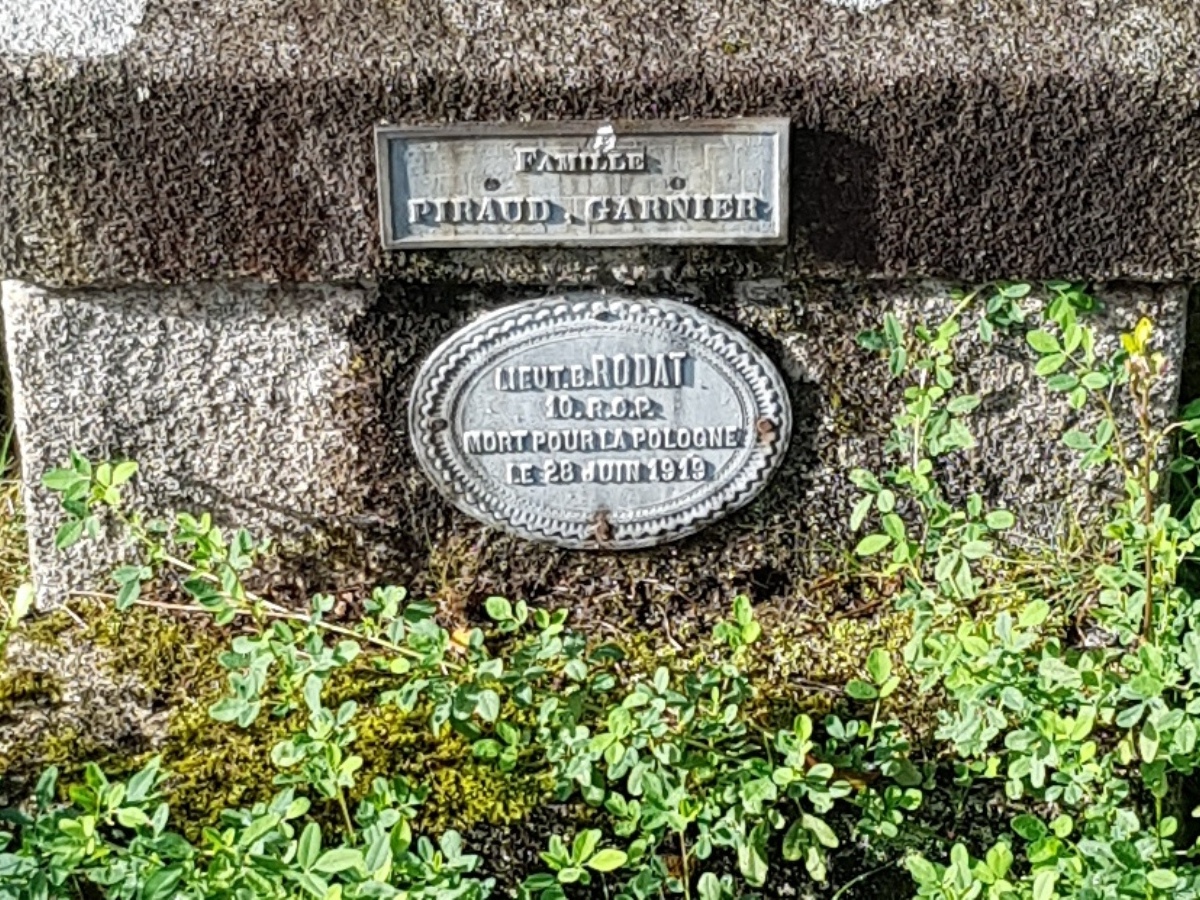 FAMILLE
PIRAUD . GARNIER
LIEUT. B. RODAT
10. R.O.P.
MORT POUR LA POLOGNE
LE 28 JUIN 1919